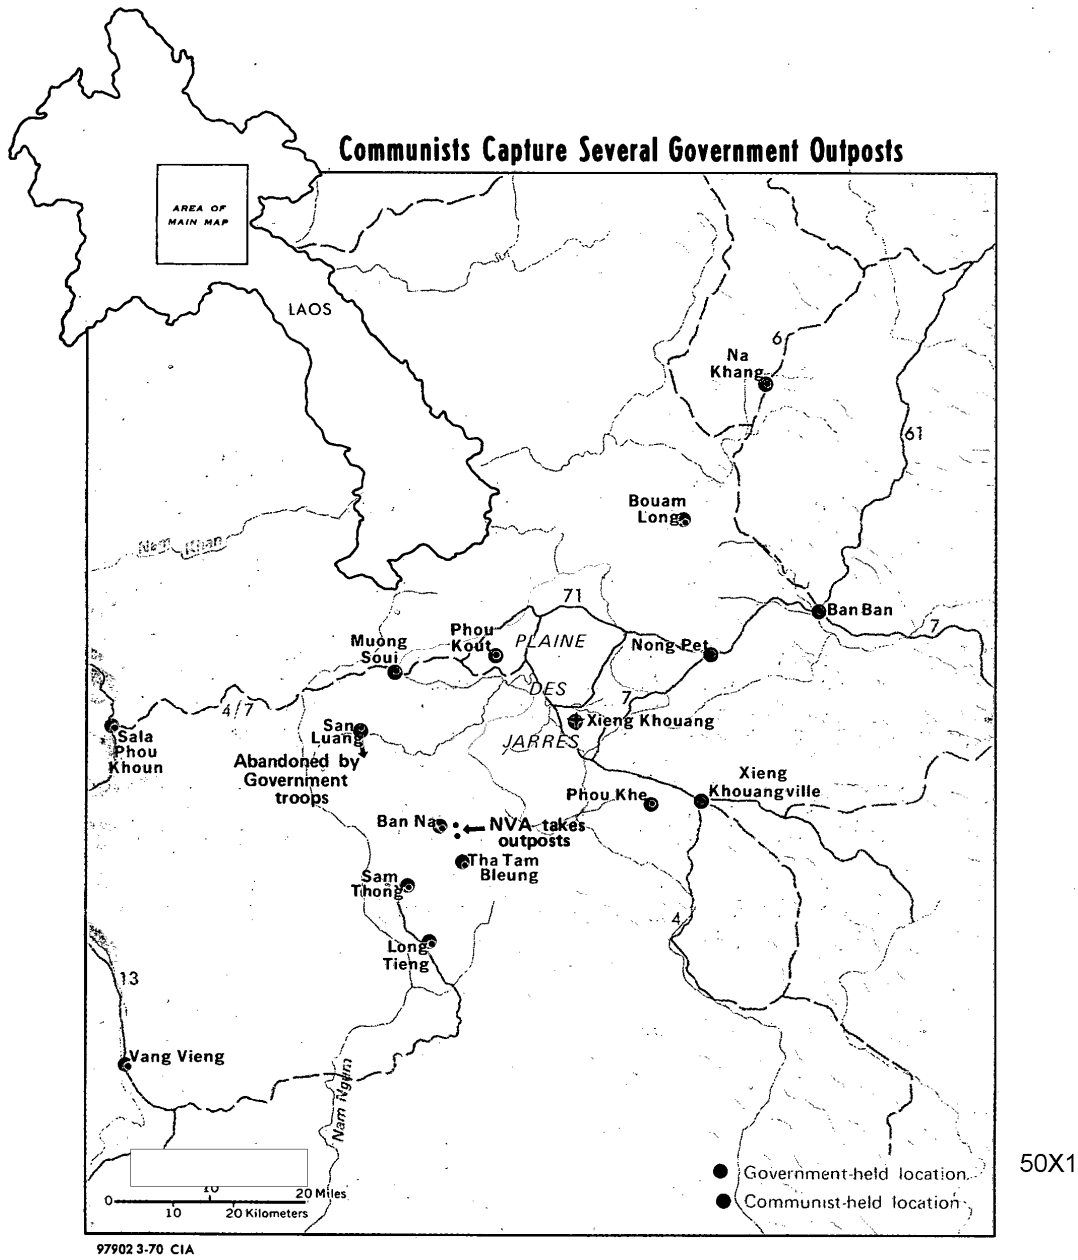 Communists Capture Several Government Outposts
AREA OF
MAIN MAP
LAOS
6
Na
Khang
61
Bouam
Long
Nam Khan
71
Ban Ban
7
Phou
Kout
PLAINE
Muong
Soui
Nong Pet
DES
7
4/7
San
Luang
Xieng Khouang
JARRES
Sala
Phou
Khoun
Abandoned by
Government
troops
Xieng
Khouangville
Phou Khe
Ban Na
NVA takes
outposts
Tha Tam
Bleung
Sam
Thong
4
Long
Tieng
13
Vang Vieng
Nam Ngum
50X1
Government-held location
Communist-held location
0 10 20 Miles
10 20 Kilometers
97902 3-70 CIA